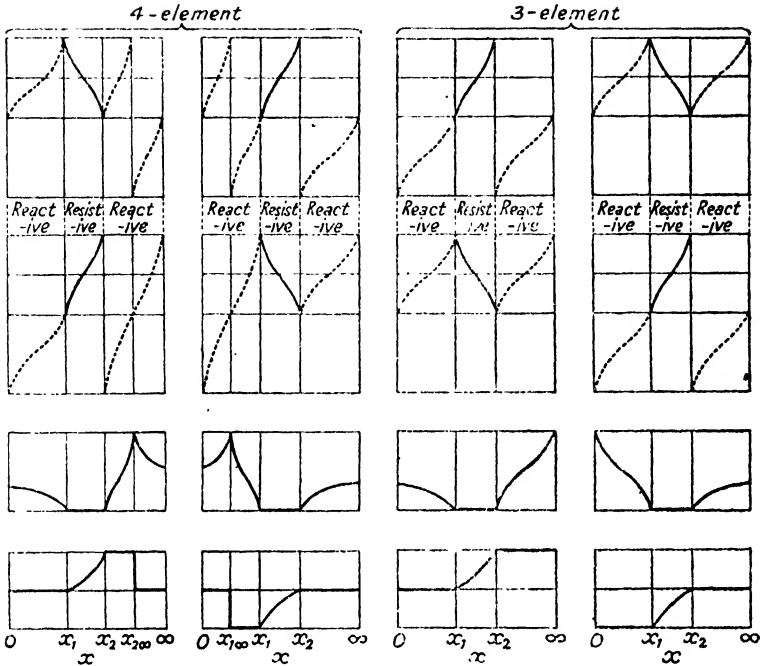 4-element 3-element
React Resist React React Resist React React Resist React React Resist React
-ive -ive -ive -ive -ive -ive -ive -ive -ive -ive -ive -ive
0 x₁ x₂ x₂∞ ∞ 0 x₁∞ x₁ x₂ ∞ 0 x₁ x₂ ∞ 0 x₁ x₂ ∞
x x x x